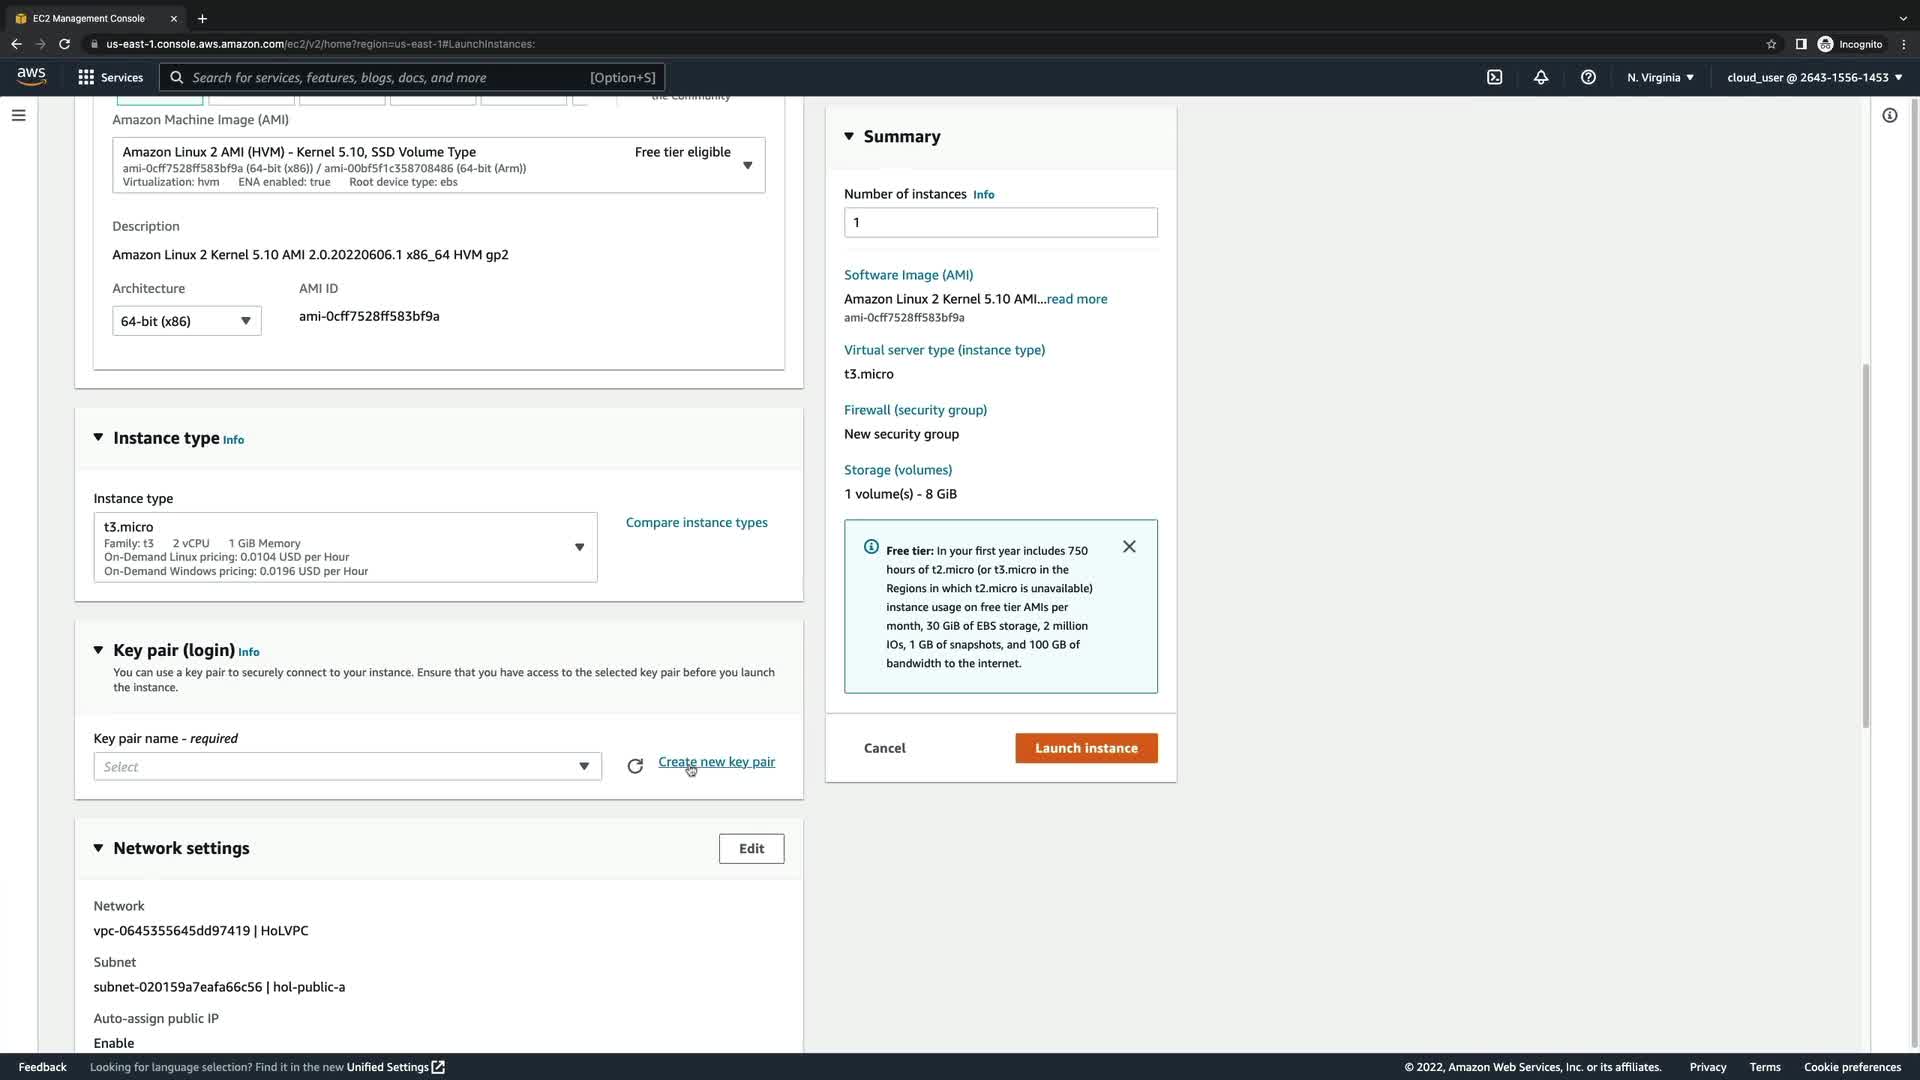 EC2 Management Console
us-east-1.console.aws.amazon.com/ec2/v2/home?region=us-east-1#LaunchInstances:
Incognito
aws
Services
Search for services, features, blogs, docs, and more
[Option+S]
N. Virginia
cloud_user @ 2643-1556-1453
the Community
Amazon Machine Image (AMI)
Amazon Linux 2 AMI (HVM) - Kernel 5.10, SSD Volume Type
Free tier eligible
ami-0cff7528ff583bf9a (64-bit (x86)) / ami-00bf5f1c358708486 (64-bit (Arm))
Virtualization: hvm ENA enabled: true Root device type: ebs
Description
Amazon Linux 2 Kernel 5.10 AMI 2.0.20220606.1 x86_64 HVM gp2
Architecture
AMI ID
64-bit (x86)
ami-0cff7528ff583bf9a
Instance type Info
Instance type
t3.micro
Family: t3 2 vCPU 1 GiB Memory
On-Demand Linux pricing: 0.0104 USD per Hour
On-Demand Windows pricing: 0.0196 USD per Hour
Compare instance types
Key pair (login) Info
You can use a key pair to securely connect to your instance. Ensure that you have access to the selected key pair before you launch
the instance.
Key pair name - required
Select
Create new key pair
Network settings
Edit
Network
vpc-0645355645dd97419 | HoLVPC
Subnet
subnet-020159a7eafa66c56 | hol-public-a
Auto-assign public IP
Enable
Summary
Number of instances Info
1
Software Image (AMI)
Amazon Linux 2 Kernel 5.10 AMI...read more
ami-0cff7528ff583bf9a
Virtual server type (instance type)
t3.micro
Firewall (security group)
New security group
Storage (volumes)
1 volume(s) - 8 GiB
Free tier: In your first year includes 750
hours of t2.micro (or t3.micro in the
Regions in which t2.micro is unavailable)
instance usage on free tier AMIs per
month, 30 GiB of EBS storage, 2 million
IOs, 1 GB of snapshots, and 100 GB of
bandwidth to the internet.
Cancel
Launch instance
Feedback
Looking for language selection? Find it in the new Unified Settings
© 2022, Amazon Web Services, Inc. or its affiliates.
Privacy
Terms
Cookie preferences